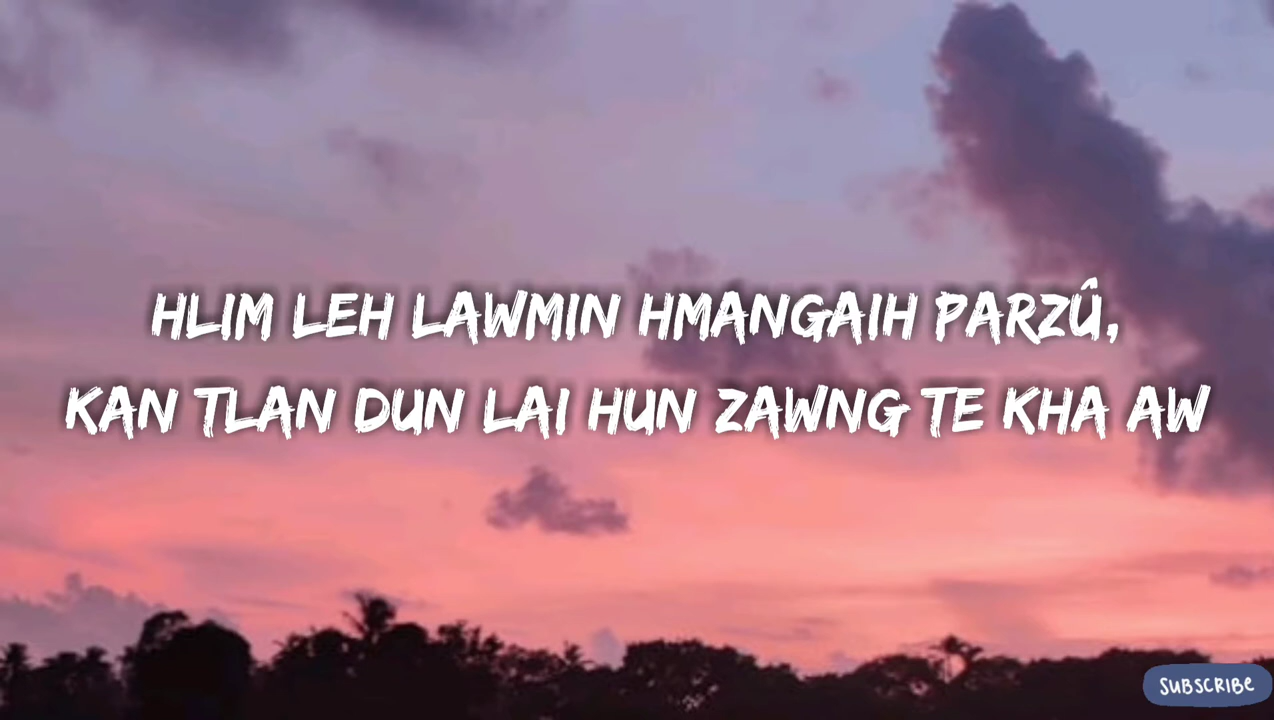 HLIM LEH LAWMIN HMANGAIH PARZÛ,
KAN TLAN DUN LAI HUN ZAWNG TE KHA AW
SUBSCRIBE